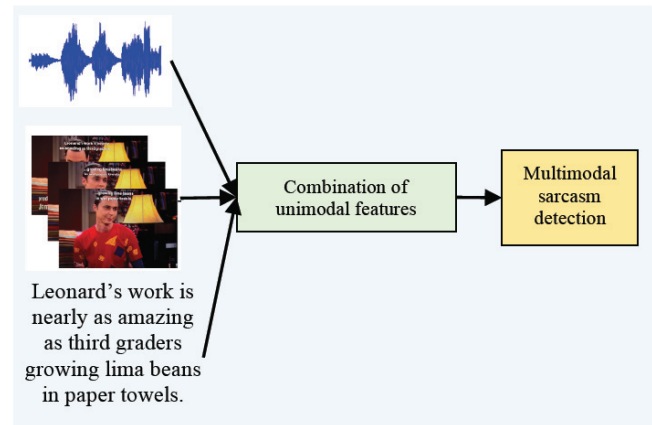 Leonard's work is
nearly as amazing
as third graders
growing lima beans
in paper towels.
Combination of
unimodal features
Multimodal
sarcasm
detection